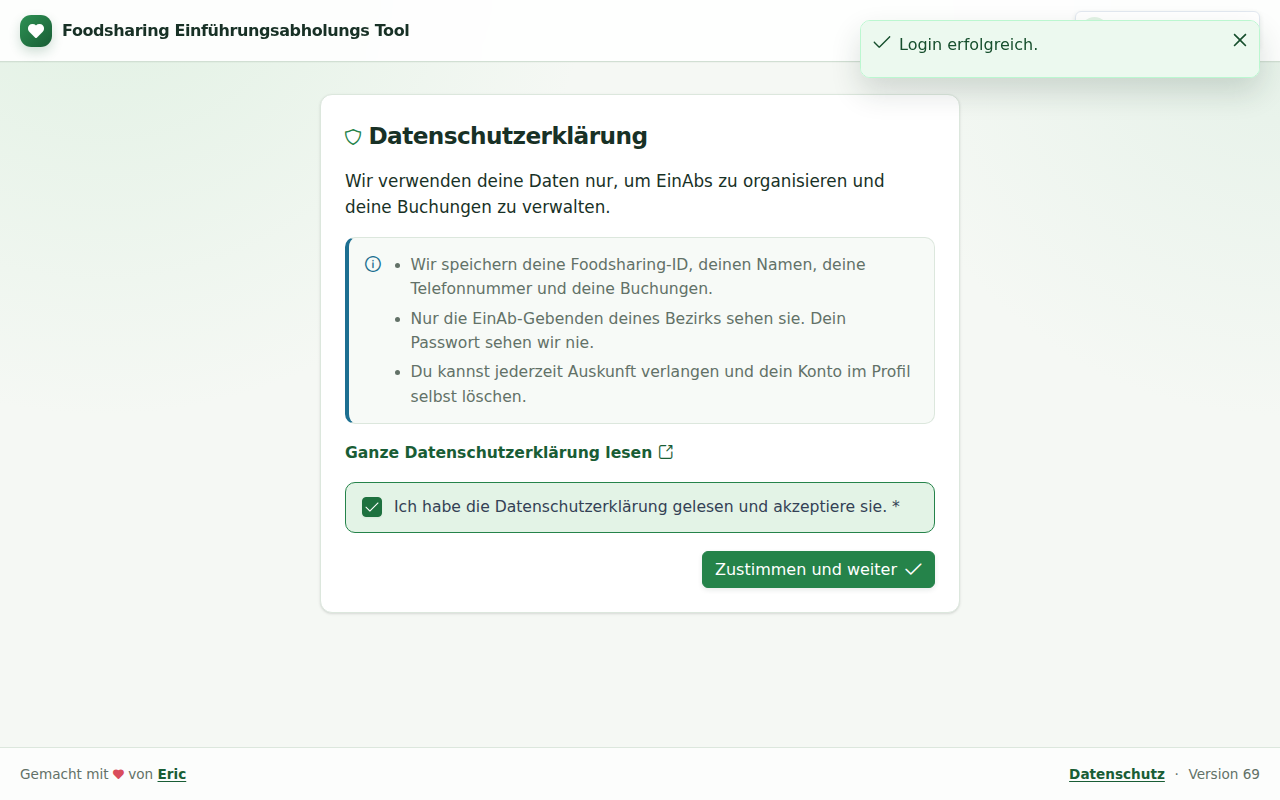 Foodsharing Einführungsabholungs Tool
Login erfolgreich.
Datenschutzerklärung
Wir verwenden deine Daten nur, um EinAbs zu organisieren und
deine Buchungen zu verwalten.
• Wir speichern deine Foodsharing-ID, deinen Namen, deine
Telefonnummer und deine Buchungen.
• Nur die EinAb-Gebenden deines Bezirks sehen sie. Dein
Passwort sehen wir nie.
• Du kannst jederzeit Auskunft verlangen und dein Konto im Profil
selbst löschen.
Ganze Datenschutzerklärung lesen
Ich habe die Datenschutzerklärung gelesen und akzeptiere sie. *
Zustimmen und weiter
Gemacht mit ❤ von Eric
Datenschutz · Version 69